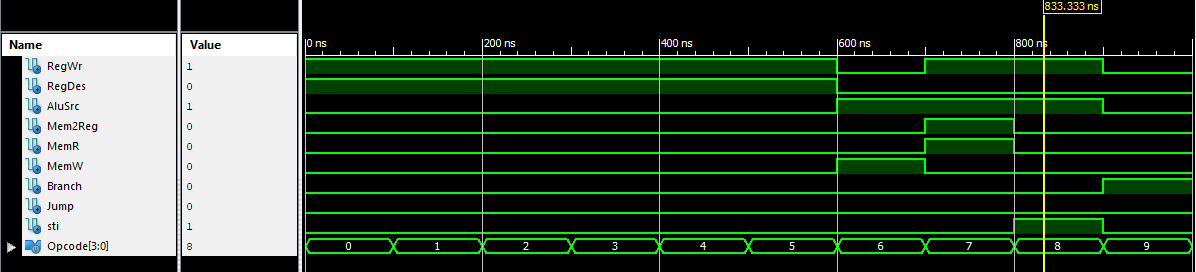 833.333 ns
Name Value 0 ns 200 ns 400 ns 600 ns 800 ns
RegWr 1
RegDes 0
AluSrc 1
Mem2Reg 0
MemR 0
MemW 0
Branch 0
Jump 0
sti 1
Opcode[3:0] 8 0 1 2 3 4 5 6 7 8 9